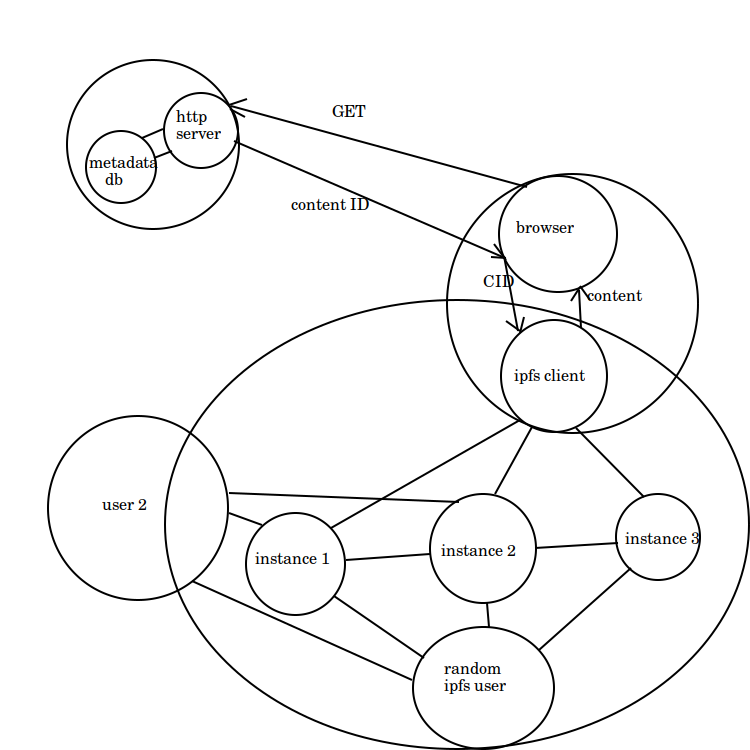 GET
http
server
metadata
db
content ID
browser
CID
content
ipfs client
user 2
instance 1
instance 2
instance 3
random
ipfs user